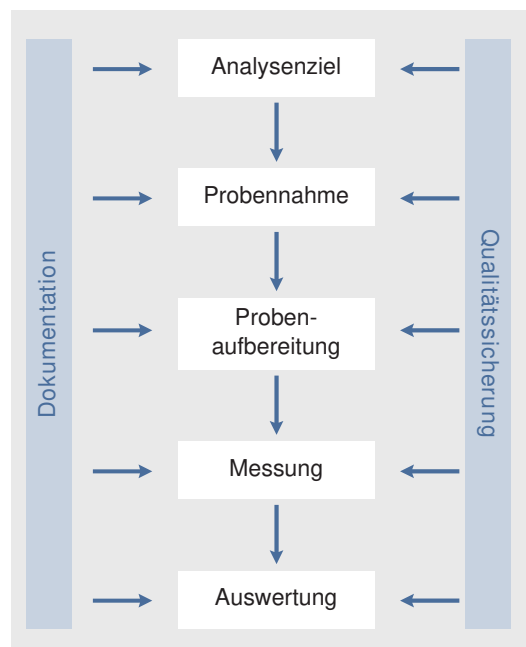 Analysenziel
Probennahme
Proben-
aufbereitung
Messung
Auswertung
Dokumentation
Qualitätssicherung